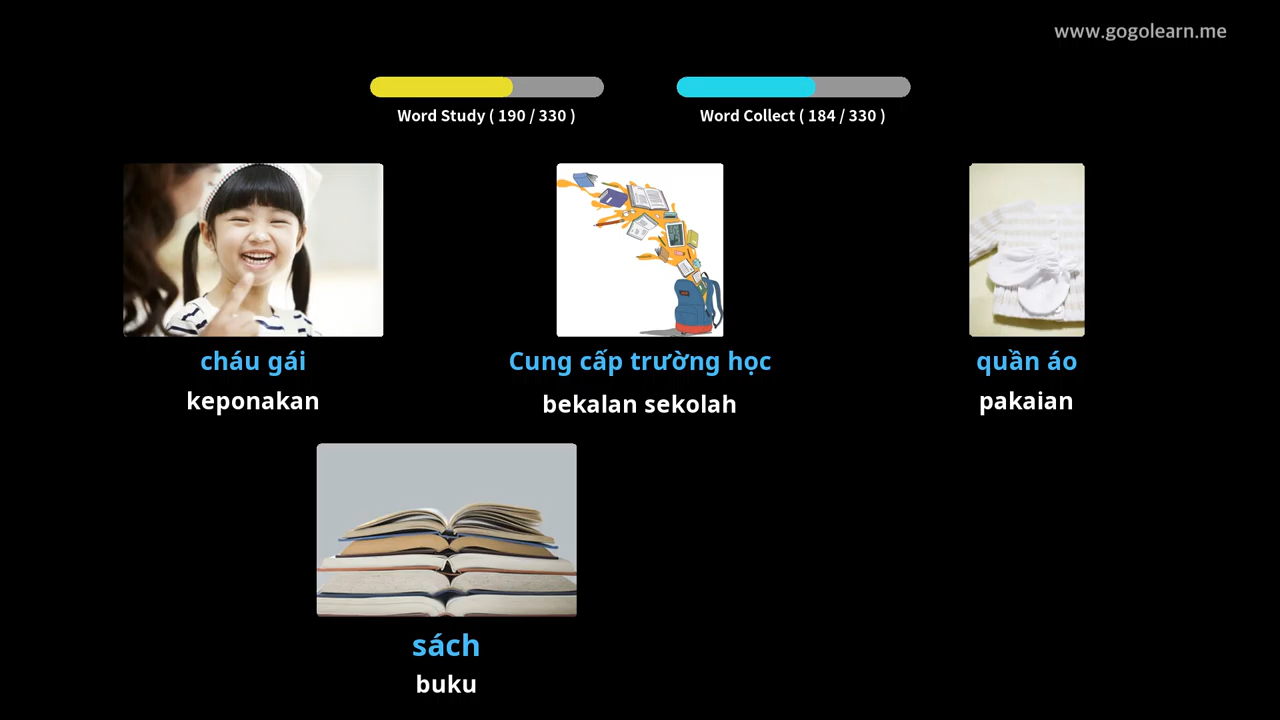 www.gogolearn.me
Word Study ( 190 / 330 )
Word Collect ( 184 / 330 )
cháu gái
keponakan
Cung cấp trường học
bekalan sekolah
quần áo
pakaian
sách
buku